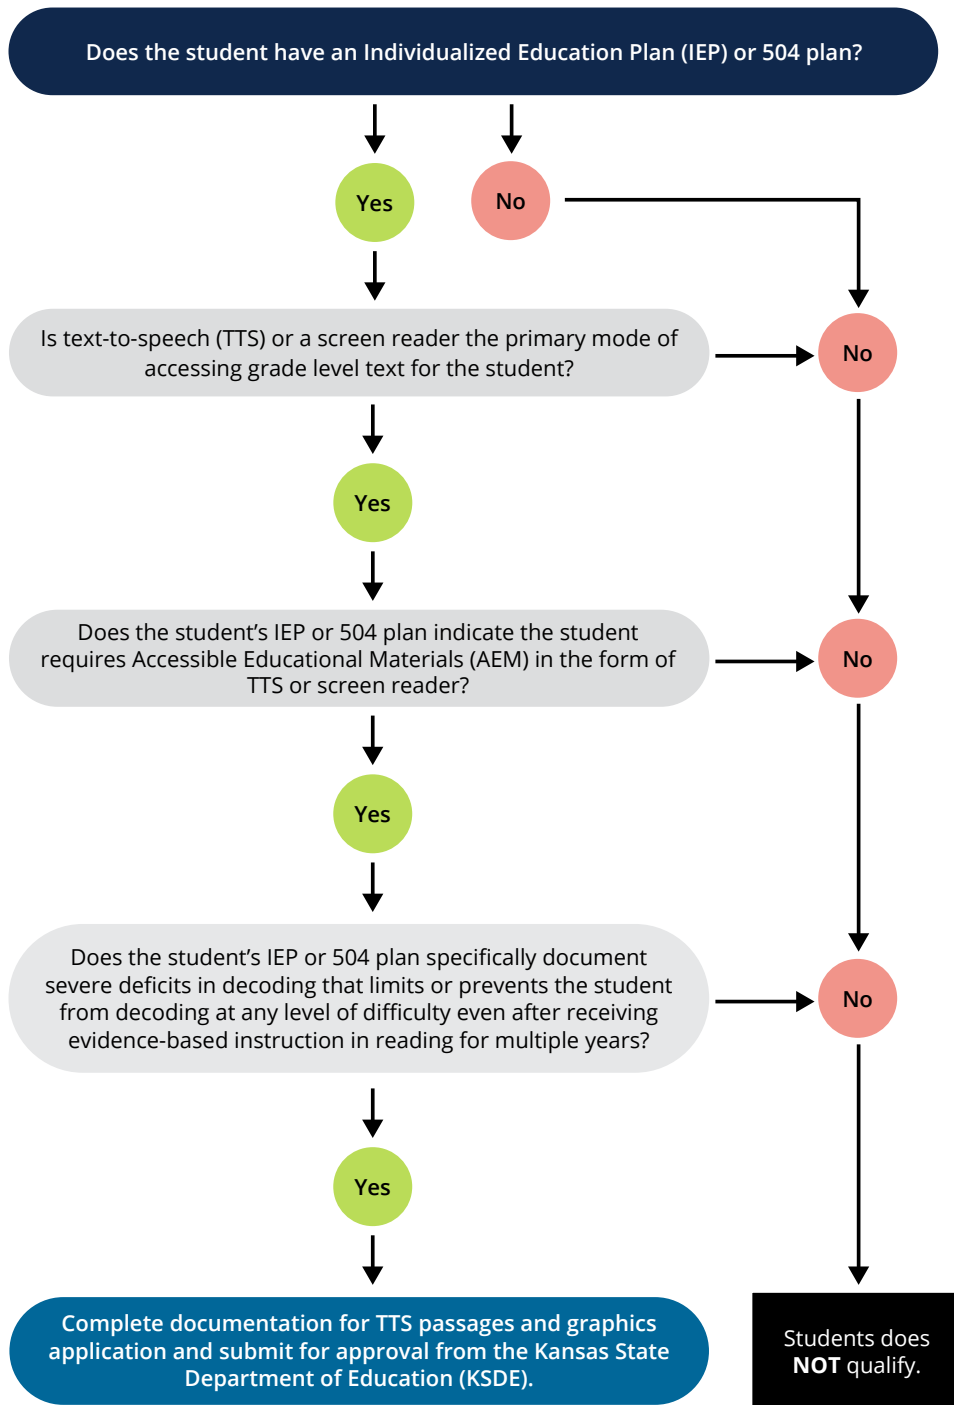 Does the student have an Individualized Education Plan (IEP) or 504 plan?
Yes
No
Is text-to-speech (TTS) or a screen reader the primary mode of
accessing grade level text for the student?
No
Yes
Does the student’s IEP or 504 plan indicate the student
requires Accessible Educational Materials (AEM) in the form of
TTS or screen reader?
No
Yes
Does the student’s IEP or 504 plan specifically document
severe deficits in decoding that limits or prevents the student
from decoding at any level of difficulty even after receiving
evidence-based instruction in reading for multiple years?
No
Yes
Complete documentation for TTS passages and graphics
application and submit for approval from the Kansas State
Department of Education (KSDE).
Students does
NOT qualify.